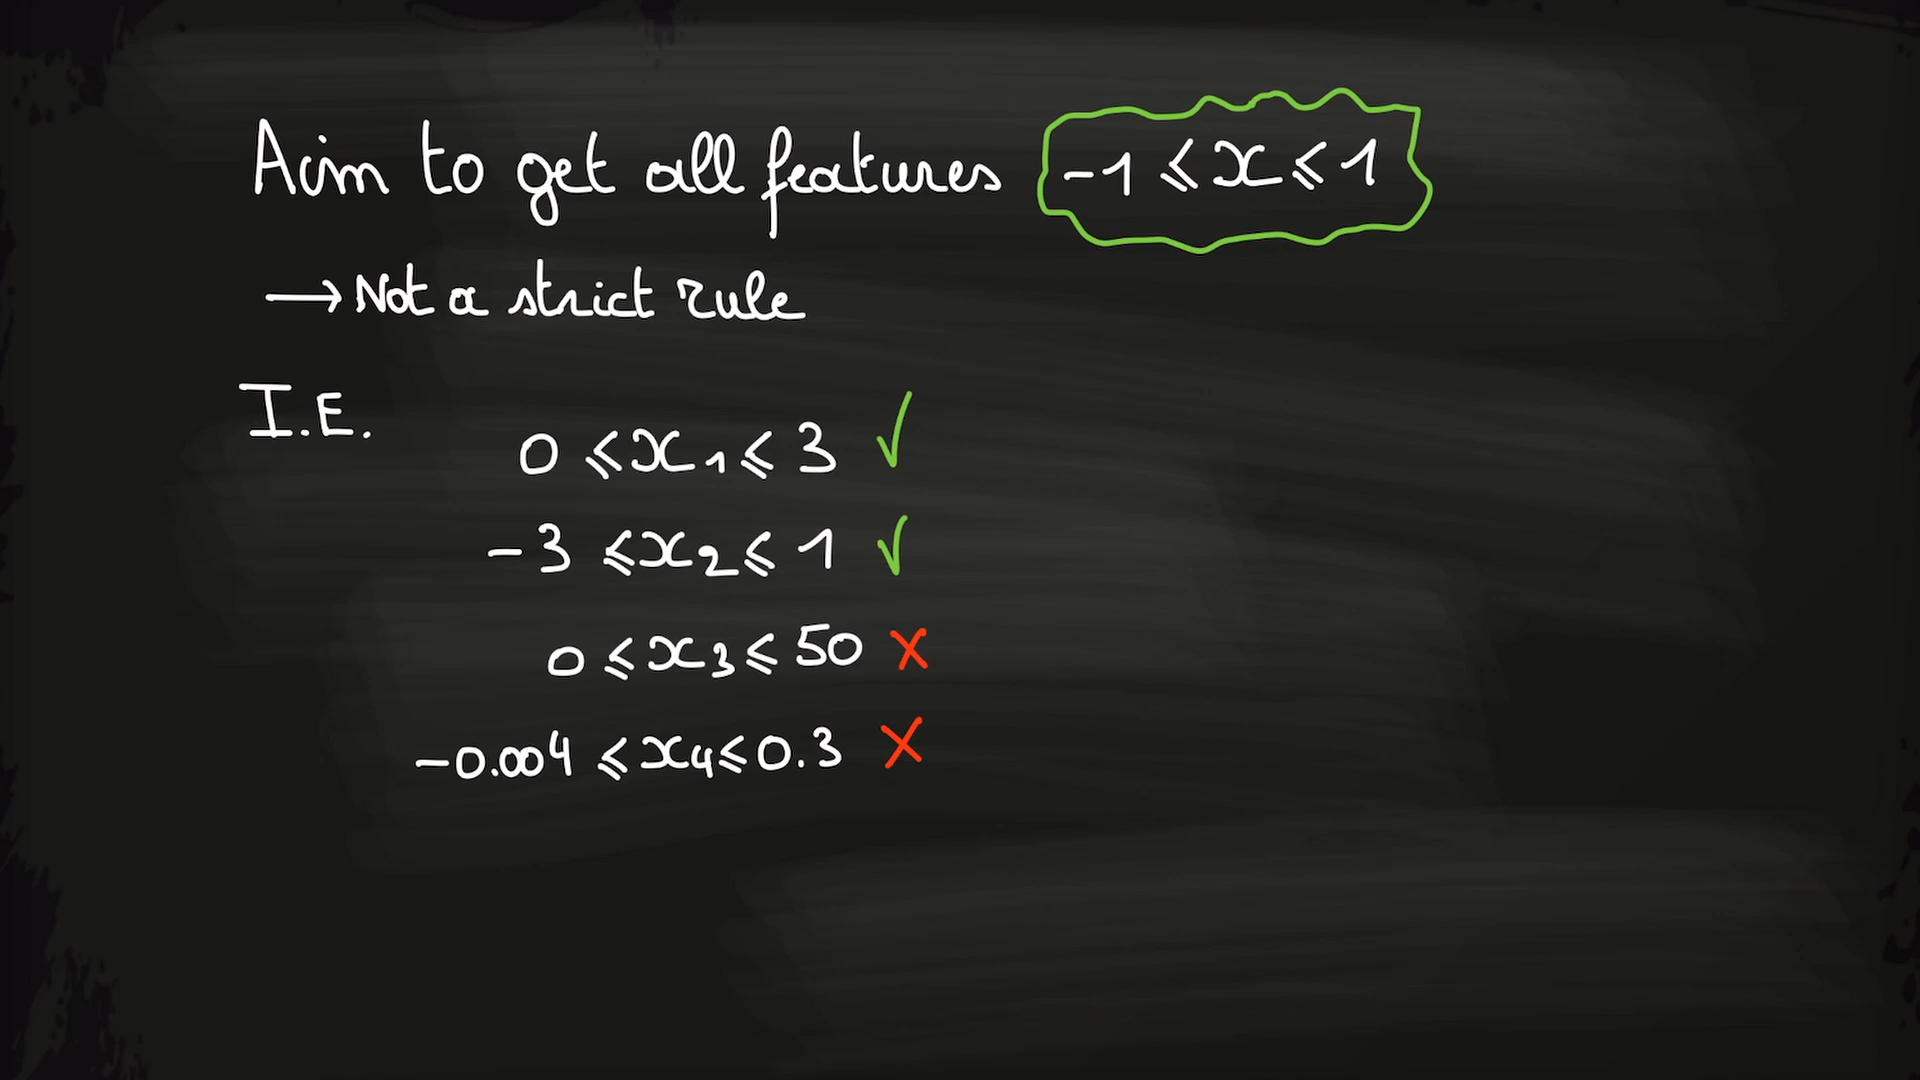 Aim to get all features -1 ⩽ x ⩽ 1
→ Not a strict rule
I.E.
0 ⩽ x₁ ⩽ 3 ✓
-3 ⩽ x₂ ⩽ 1 ✓
0 ⩽ x₃ ⩽ 50 ✗
-0.004 ⩽ x₄ ⩽ 0.3 ✗